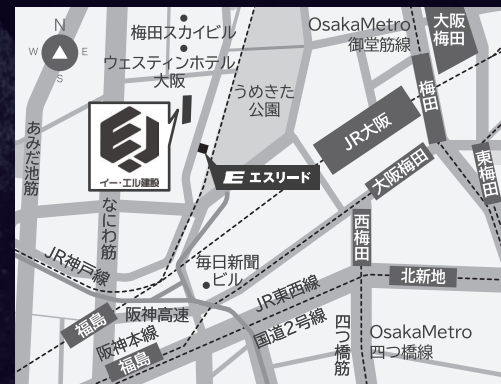 N
W
E
S
梅田スカイビル
ウェスティンホテル
大阪
OsakaMetro
御堂筋線
大阪
梅田
うめきた
公園
梅田
JR大阪
イー・エル建設
エスリード
大阪梅田
東梅田
あみだ池筋
なにわ筋
西梅田
毎日新聞
ビル
北新地
JR神戸線
JR東西線
福島
阪神高速
阪神本線
福島
国道2号線
四つ橋筋
OsakaMetro
四つ橋線